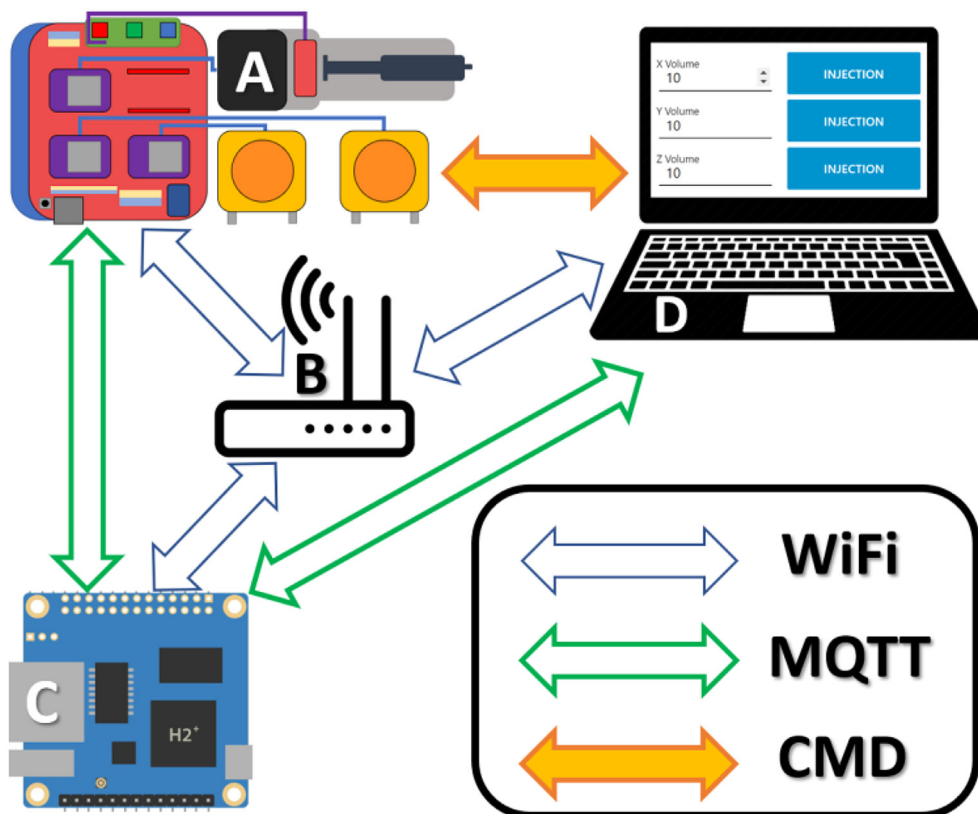 A
X Volume
10
INJECTION
Y Volume
10
INJECTION
Z Volume
10
INJECTION
D
B
C
H2+
WiFi
MQTT
CMD